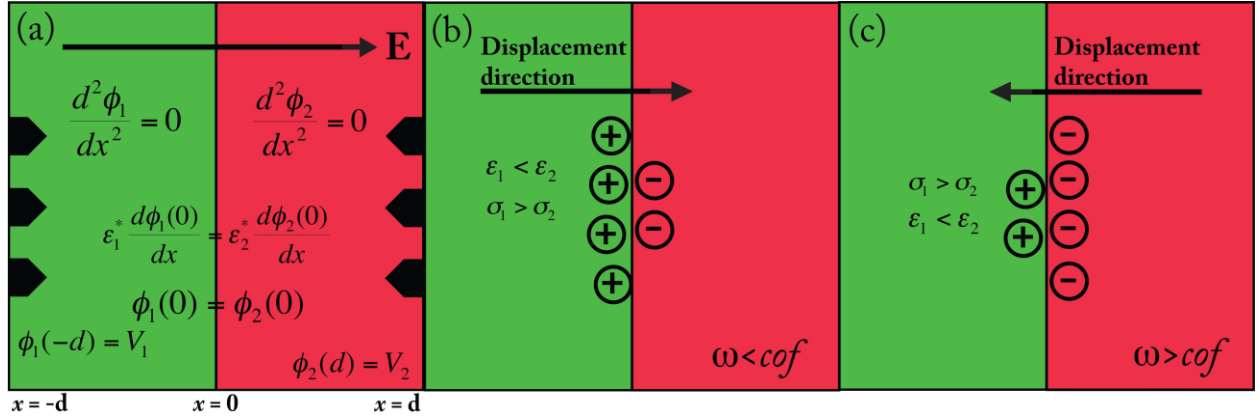 (a)
E
d²ϕ₁/dx² = 0
d²ϕ₂/dx² = 0
ε₁* dϕ₁(0)/dx = ε₂* dϕ₂(0)/dx
ϕ₁(0) = ϕ₂(0)
ϕ₁(−d) = V₁
ϕ₂(d) = V₂
x = -d
x = 0
x = d
(b)
Displacement
direction
ε₁ < ε₂
σ₁ > σ₂
+
+
+
+
−
−
ω<cof
(c)
Displacement
direction
σ₁ > σ₂
ε₁ < ε₂
+
+
−
−
−
−
ω>cof